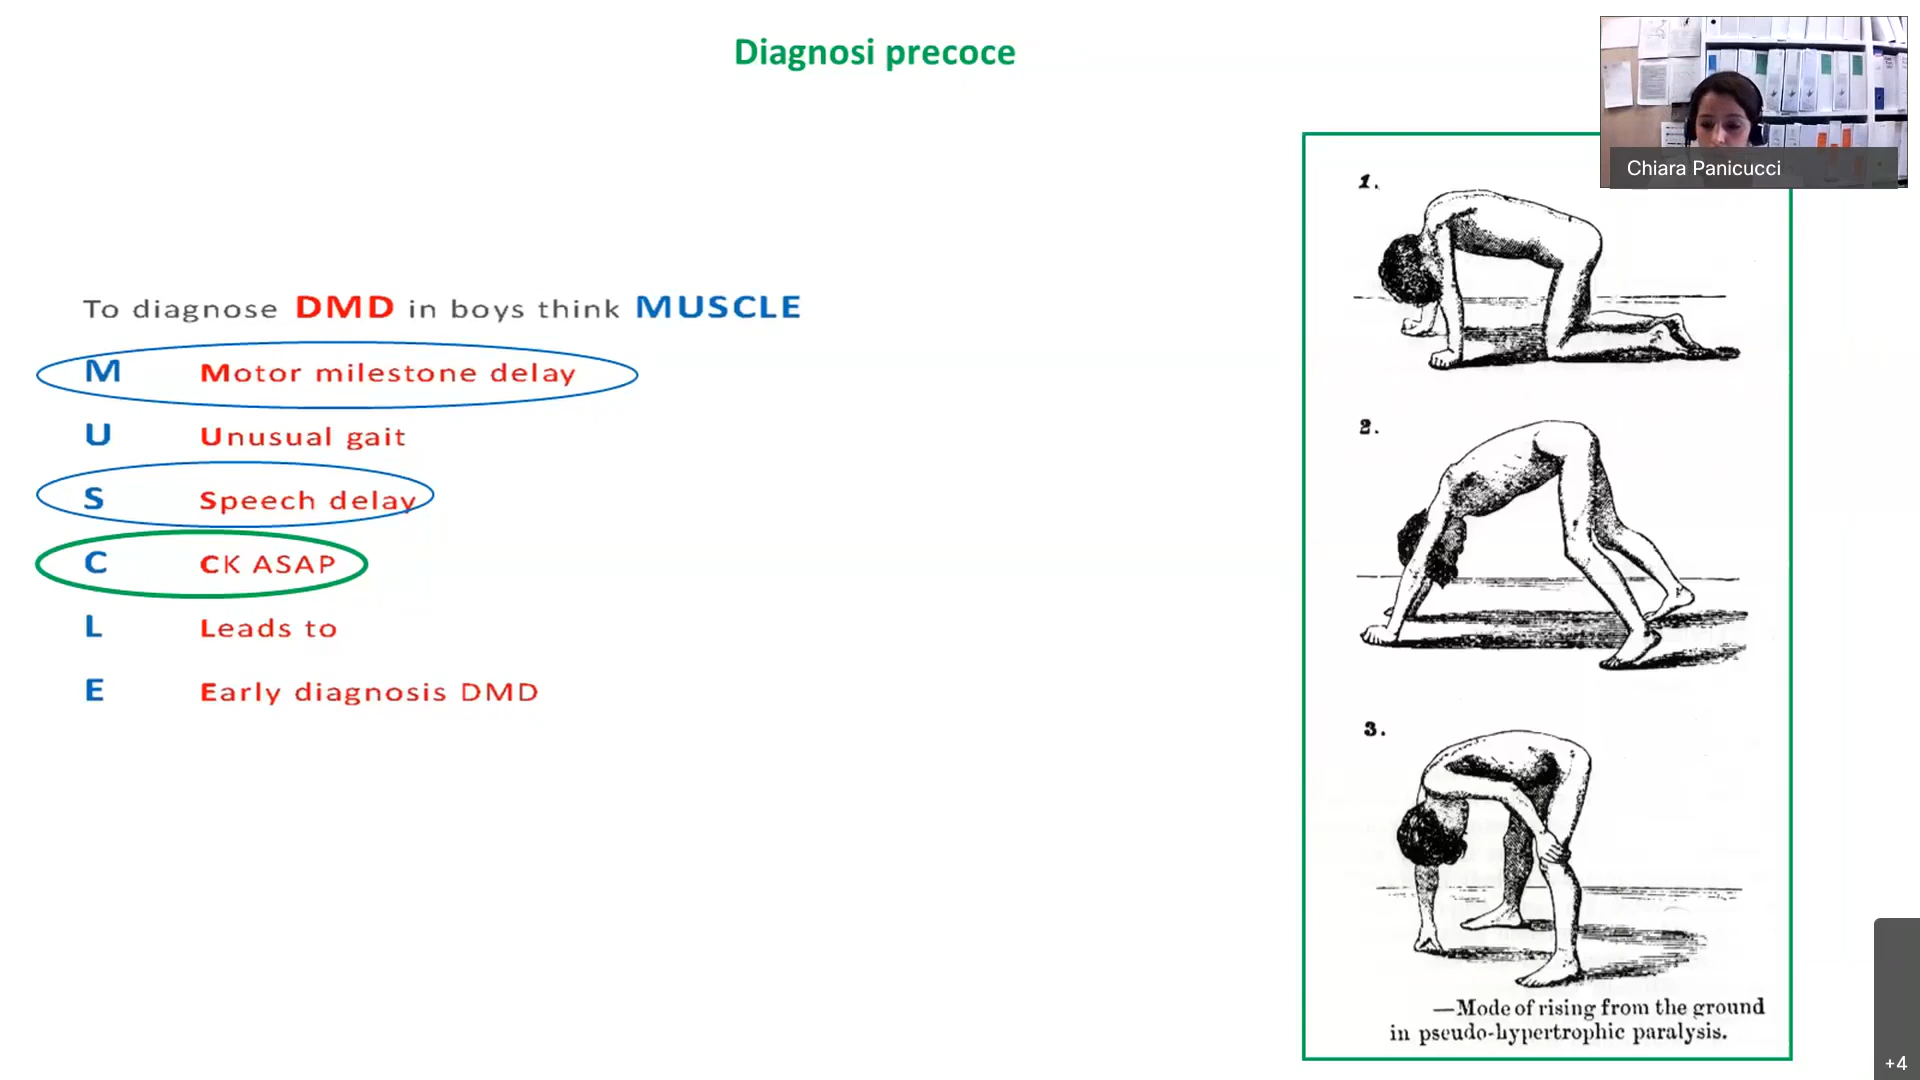 Diagnosi precoce
Chiara Panicucci
To diagnose DMD in boys think MUSCLE
M Motor milestone delay
U Unusual gait
S Speech delay
C CK ASAP
L Leads to
E Early diagnosis DMD
1.
2.
3.
—Mode of rising from the ground
in pseudo-hypertrophic paralysis.
+4